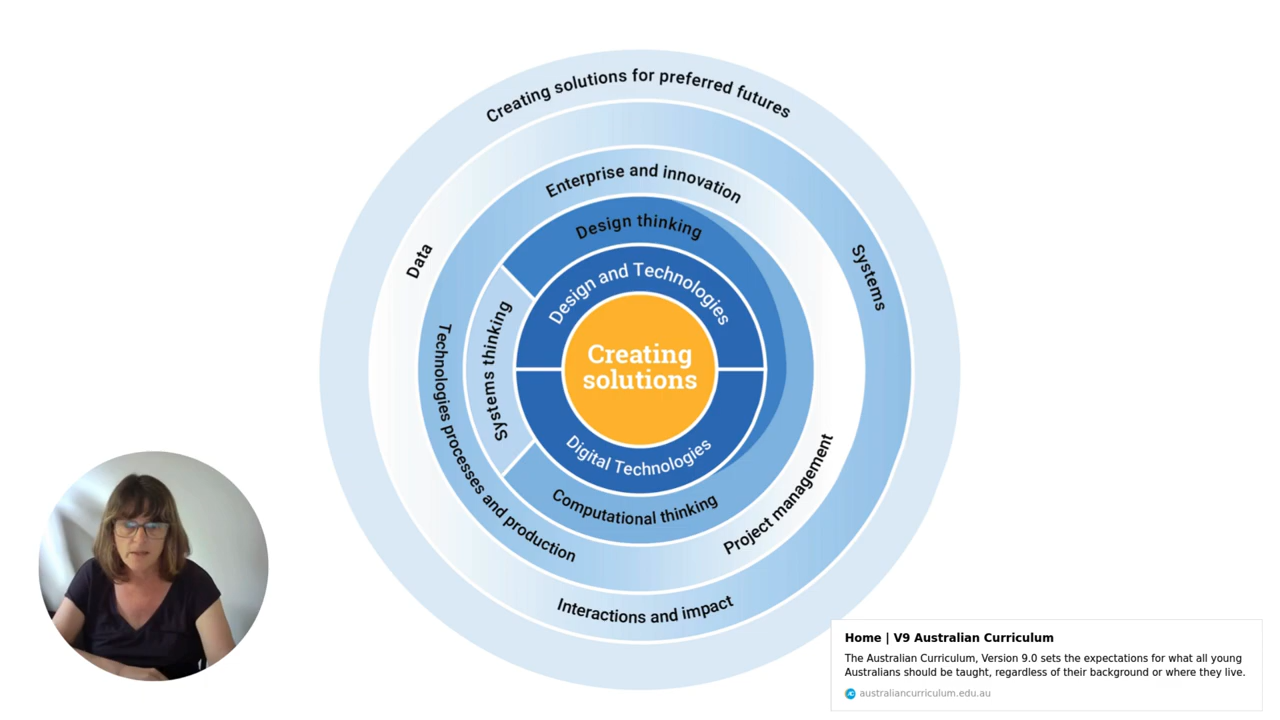 Creating solutions for preferred futures
Data
Systems
Interactions and impact
Enterprise and innovation
Technologies processes and production
Project management
Design thinking
Systems thinking
Computational thinking
Design and Technologies
Digital Technologies
Creating
solutions
Home | V9 Australian Curriculum
The Australian Curriculum, Version 9.0 sets the expectations for what all young
Australians should be taught, regardless of their background or where they live.
australiancurriculum.edu.au